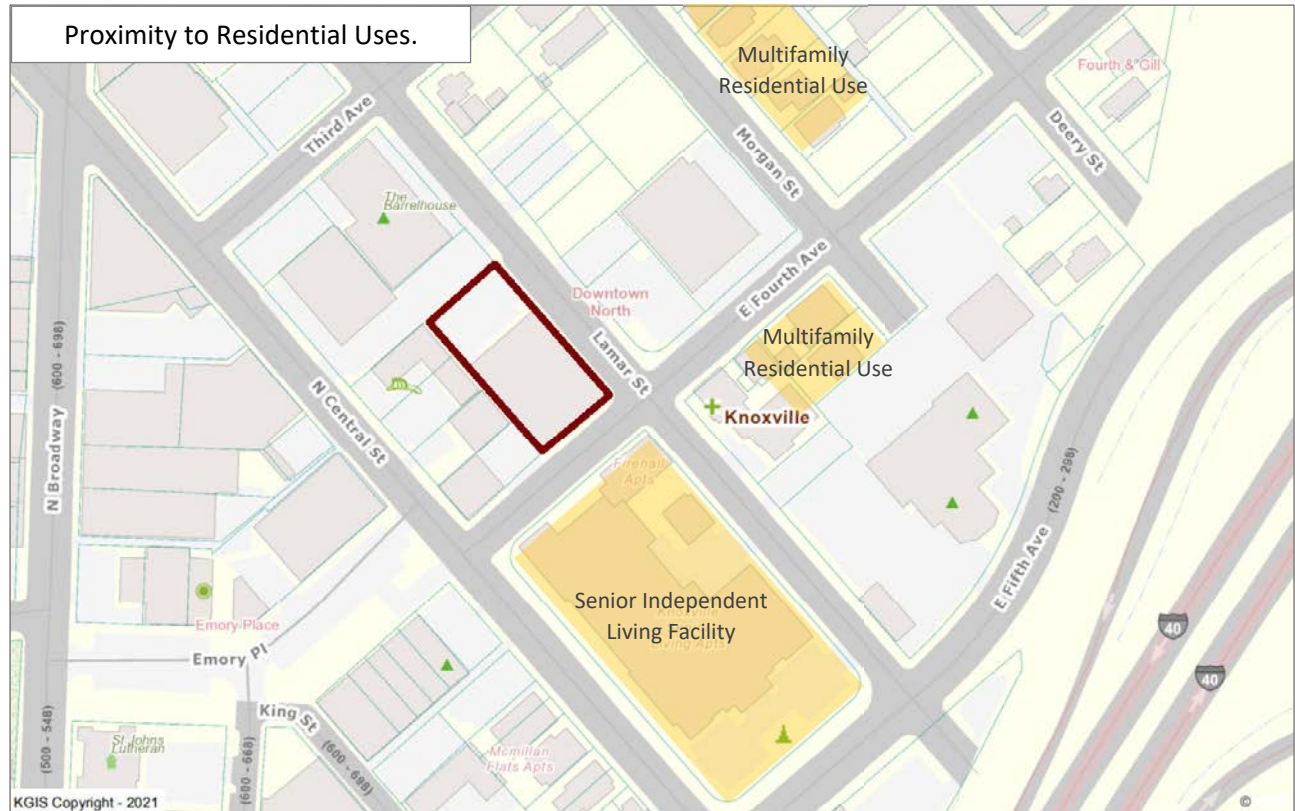 Proximity to Residential Uses.
Multifamily
Residential Use
Fourth & Gill
Third Ave
Morgan St
Deery St
The
Barrelhouse
E Fourth Ave
Downtown
North
Lamar St
Multifamily
Residential Use
N Broadway (600 - 698)
N Central St
Knoxville
Firehall
Apts
E Fifth Ave (200 - 298)
Senior Independent
Living Facility
Knoxville
Living Apts
Emory Place
Emory Pl
40
40
King St
(600 - 698)
(500 - 548)
(600 - 668)
St Johns
Lutheran
Mcmillan
Flats Apts
KGIS Copyright - 2021
©